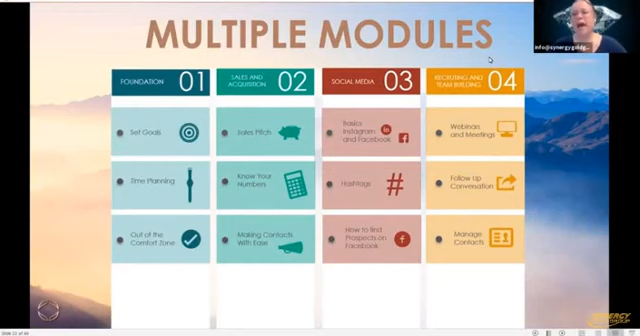 MULTIPLE MODULES
FOUNDATION 01
SALES AND
ACQUISITION 02
SOCIAL MEDIA 03
RECRUITING AND
TEAM BUILDING 04
Set Goals
Time Planning
Out of the
Comfort Zone
Sales Pitch
Know Your
Numbers
Making Contacts
With Ease
Basics
Instagram
and Facebook
Hashtags
How to find
Prospects on
Facebook
Webinars
and Meetings
Follow Up
Conversation
Manage
Contacts
SYNERGY
GROUP